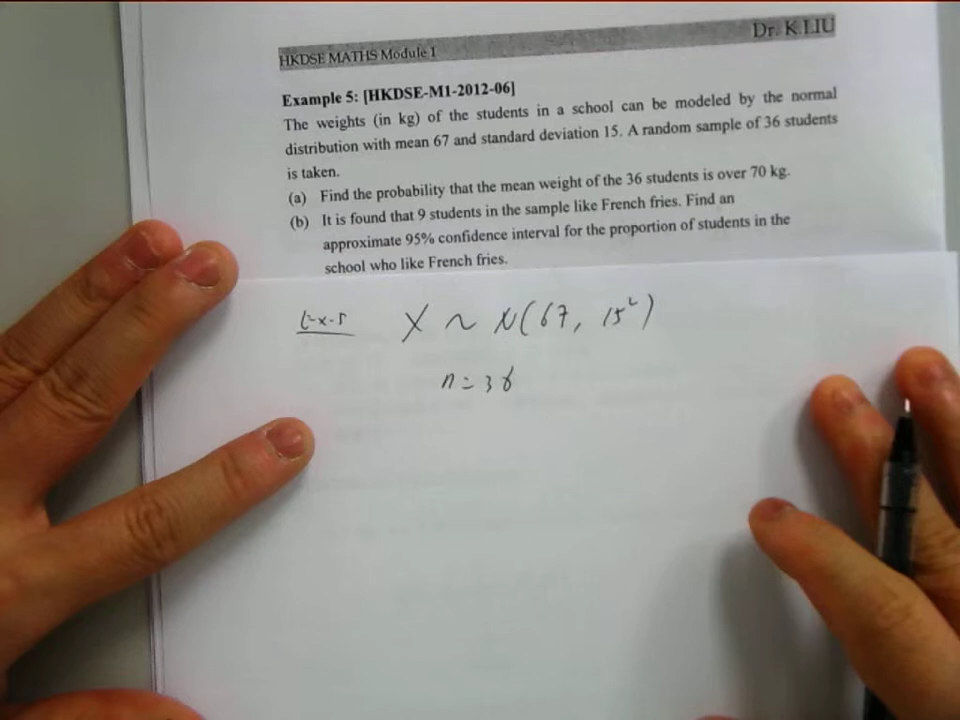 HKDSE MATHS Module I
Dr. K LIU
Example 5: [HKDSE-M1-2012-06]
The weights (in kg) of the students in a school can be modeled by the normal
distribution with mean 67 and standard deviation 15. A random sample of 36 students
is taken.
(a) Find the probability that the mean weight of the 36 students is over 70 kg.
(b) It is found that 9 students in the sample like French fries. Find an
approximate 95% confidence interval for the proportion of students in the
school who like French fries.
X ~ N(67, 15²)
n = 36